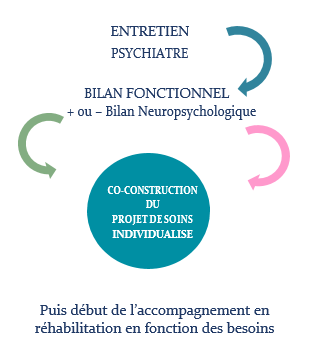 ENTRETIEN
PSYCHIATRE
BILAN FONCTIONNEL
+ ou – Bilan Neuropsychologique
CO-CONSTRUCTION
DU
PROJET DE SOINS
INDIVIDUALISE
Puis début de l’accompagnement en
réhabilitation en fonction des besoins